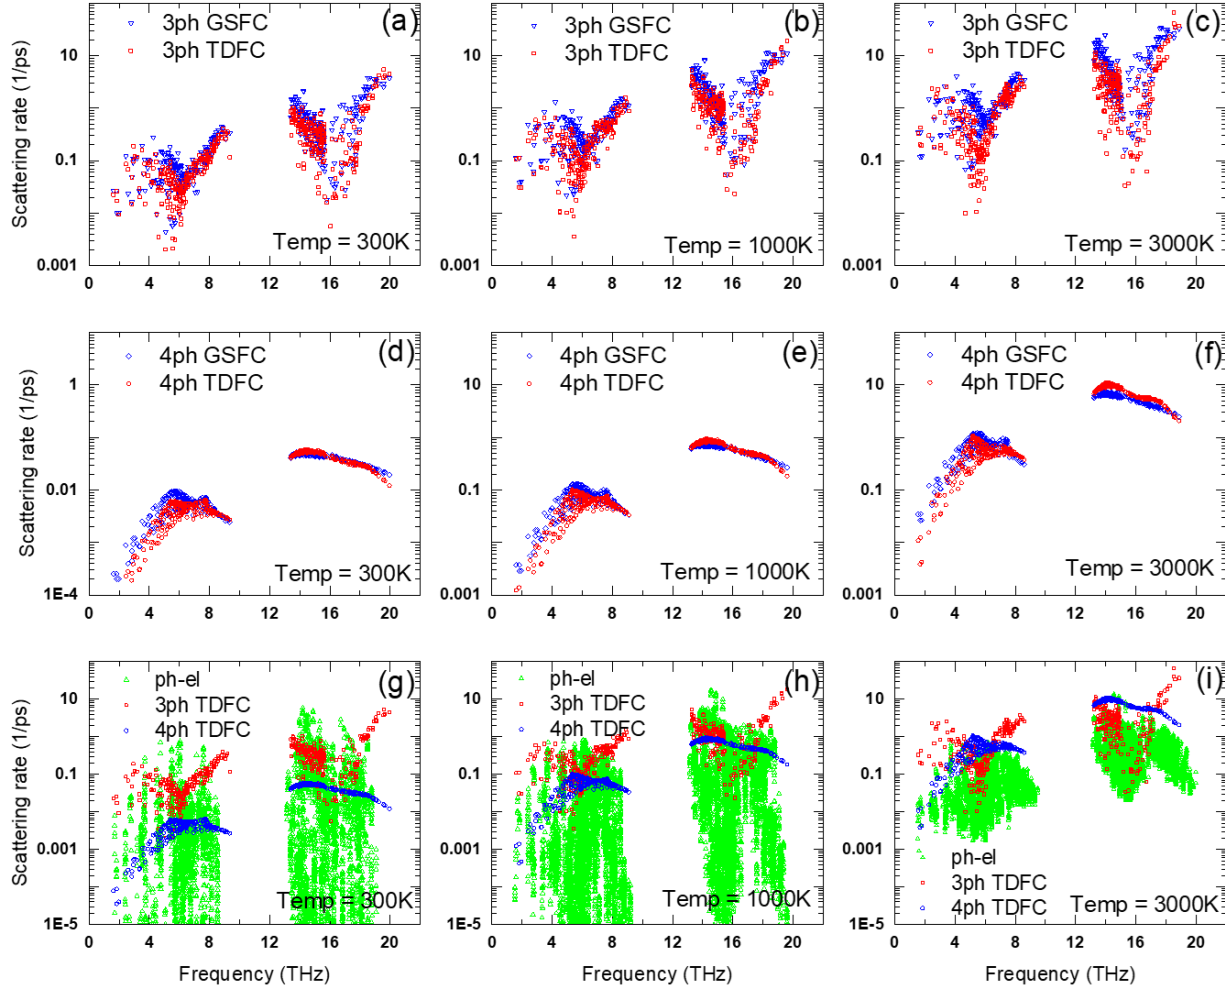 (a)
3ph GSFC
3ph TDFC
Scattering rate (1/ps)
10
0.1
0.001
Temp = 300K
0 4 8 12 16 20
(b)
3ph GSFC
3ph TDFC
10
0.1
0.001
Temp = 1000K
0 4 8 12 16 20
(c)
3ph GSFC
3ph TDFC
10
0.1
0.001
Temp = 3000K
0 4 8 12 16 20
(d)
4ph GSFC
4ph TDFC
Scattering rate (1/ps)
1
0.01
1E-4
Temp = 300K
0 4 8 12 16 20
(e)
4ph GSFC
4ph TDFC
10
0.1
0.001
Temp = 1000K
0 4 8 12 16 20
(f)
4ph GSFC
4ph TDFC
10
0.1
0.001
Temp = 3000K
0 4 8 12 16 20
(g)
ph-el
3ph TDFC
4ph TDFC
Scattering rate (1/ps)
10
0.1
0.001
1E-5
Temp = 300K
0 4 8 12 16 20
Frequency (THz)
(h)
ph-el
3ph TDFC
4ph TDFC
10
0.1
0.001
1E-5
Temp = 1000K
0 4 8 12 16 20
Frequency (THz)
(i)
10
0.1
0.001
1E-5
ph-el
3ph TDFC
4ph TDFC
Temp = 3000K
0 4 8 12 16 20
Frequency (THz)